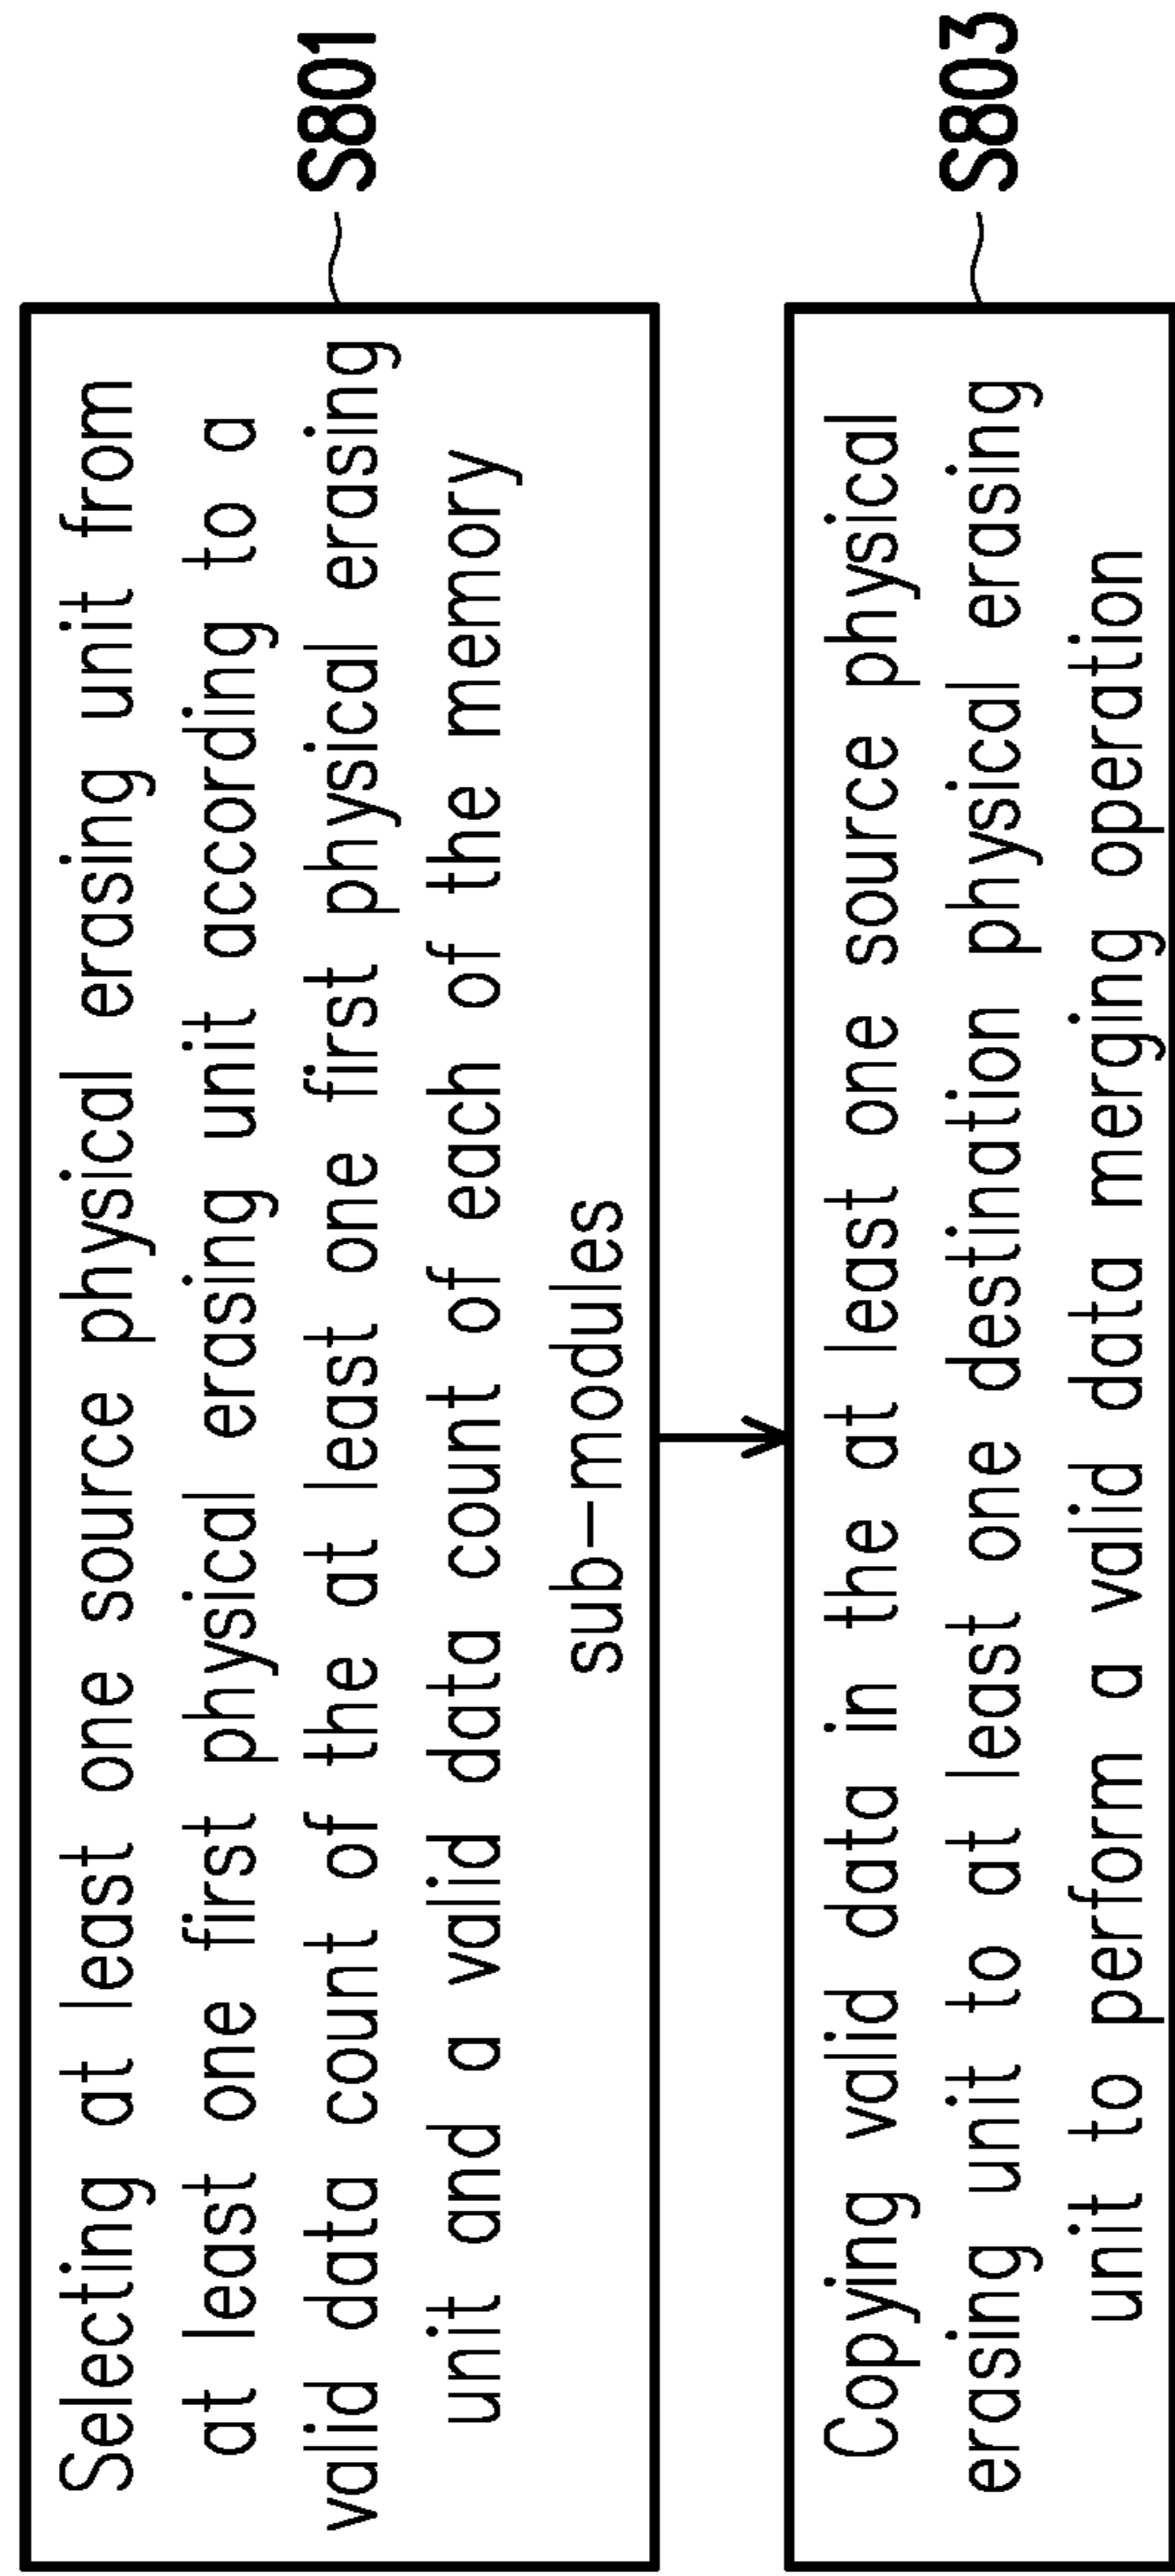 Selecting at least one source physical erasing unit from
at least one first physical erasing unit according to a
valid data count of the at least one first physical erasing
unit and a valid data count of each of the memory
sub-modules
S801
Copying valid data in the at least one source physical
erasing unit to at least one destination physical erasing
unit to perform a valid data merging operation
S803